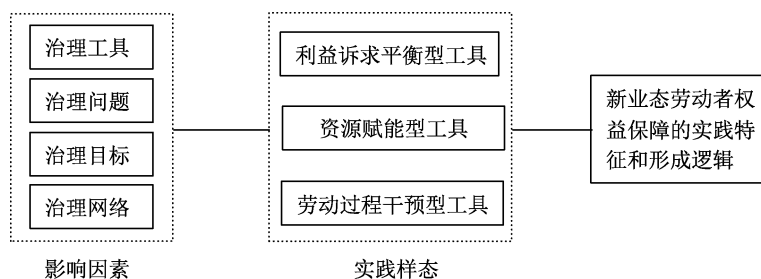 治理工具
治理问题
治理目标
治理网络
影响因素
利益诉求平衡型工具
资源赋能型工具
劳动过程干预型工具
实践样态
新业态劳动者权
益保障的实践特
征和形成逻辑